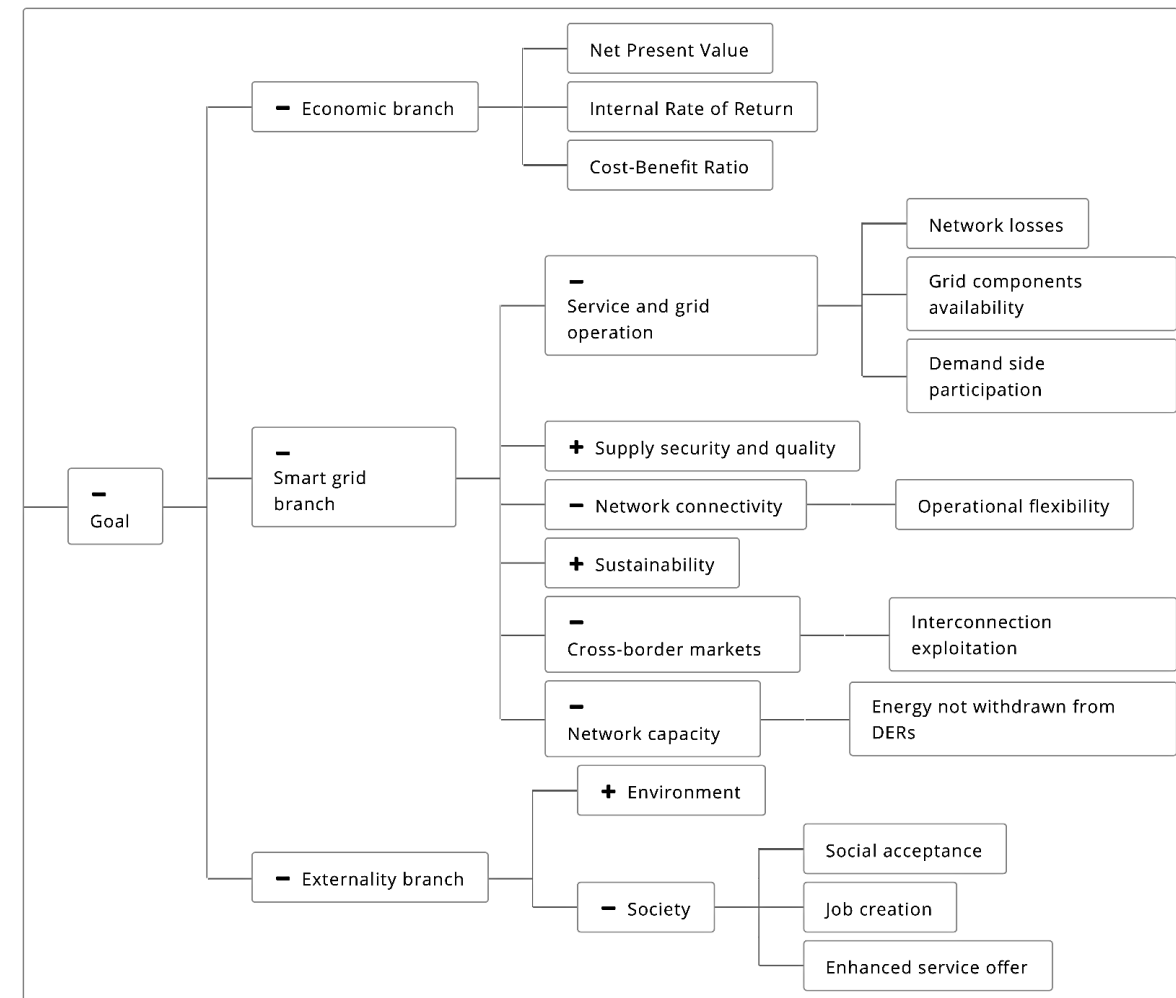 Net Present Value
− Economic branch
Internal Rate of Return
Cost-Benefit Ratio
Network losses
−
Service and grid
operation
Grid components
availability
Demand side
participation
−
Smart grid
branch
+ Supply security and quality
−
Goal
− Network connectivity
Operational flexibility
+ Sustainability
−
Cross-border markets
Interconnection
exploitation
−
Network capacity
Energy not withdrawn from
DERs
+ Environment
− Externality branch
Social acceptance
− Society
Job creation
Enhanced service offer